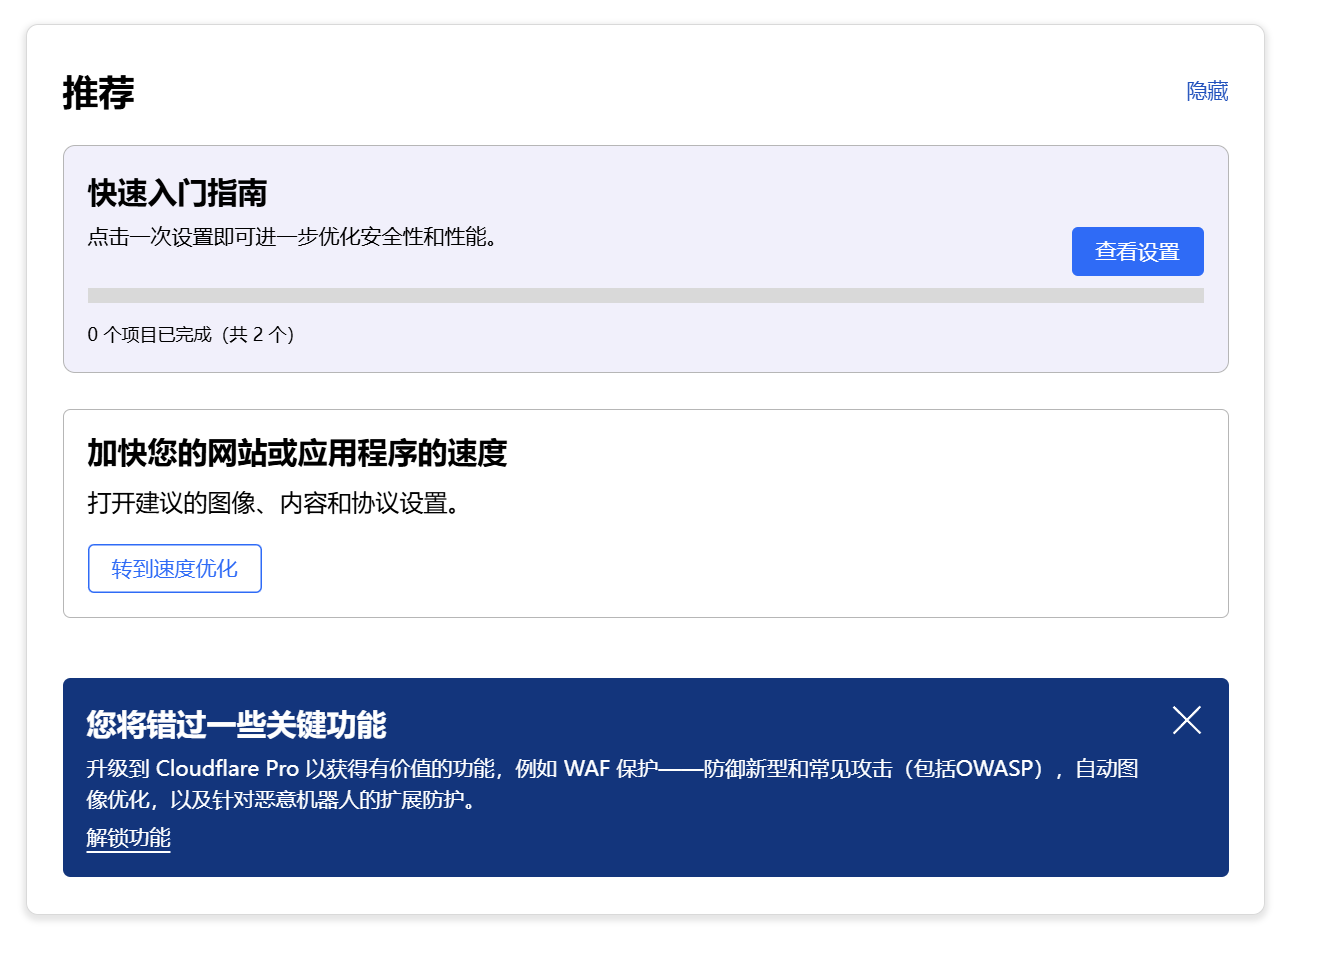 推荐
隐藏
快速入门指南
点击一次设置即可进一步优化安全性和性能。
查看设置
0 个项目已完成（共 2 个）
加快您的网站或应用程序的速度
打开建议的图像、内容和协议设置。
转到速度优化
您将错过一些关键功能
升级到 Cloudflare Pro 以获得有价值的功能，例如 WAF 保护——防御新型和常见攻击（包括OWASP），自动图
像优化，以及针对恶意机器人的扩展防护。
解锁功能